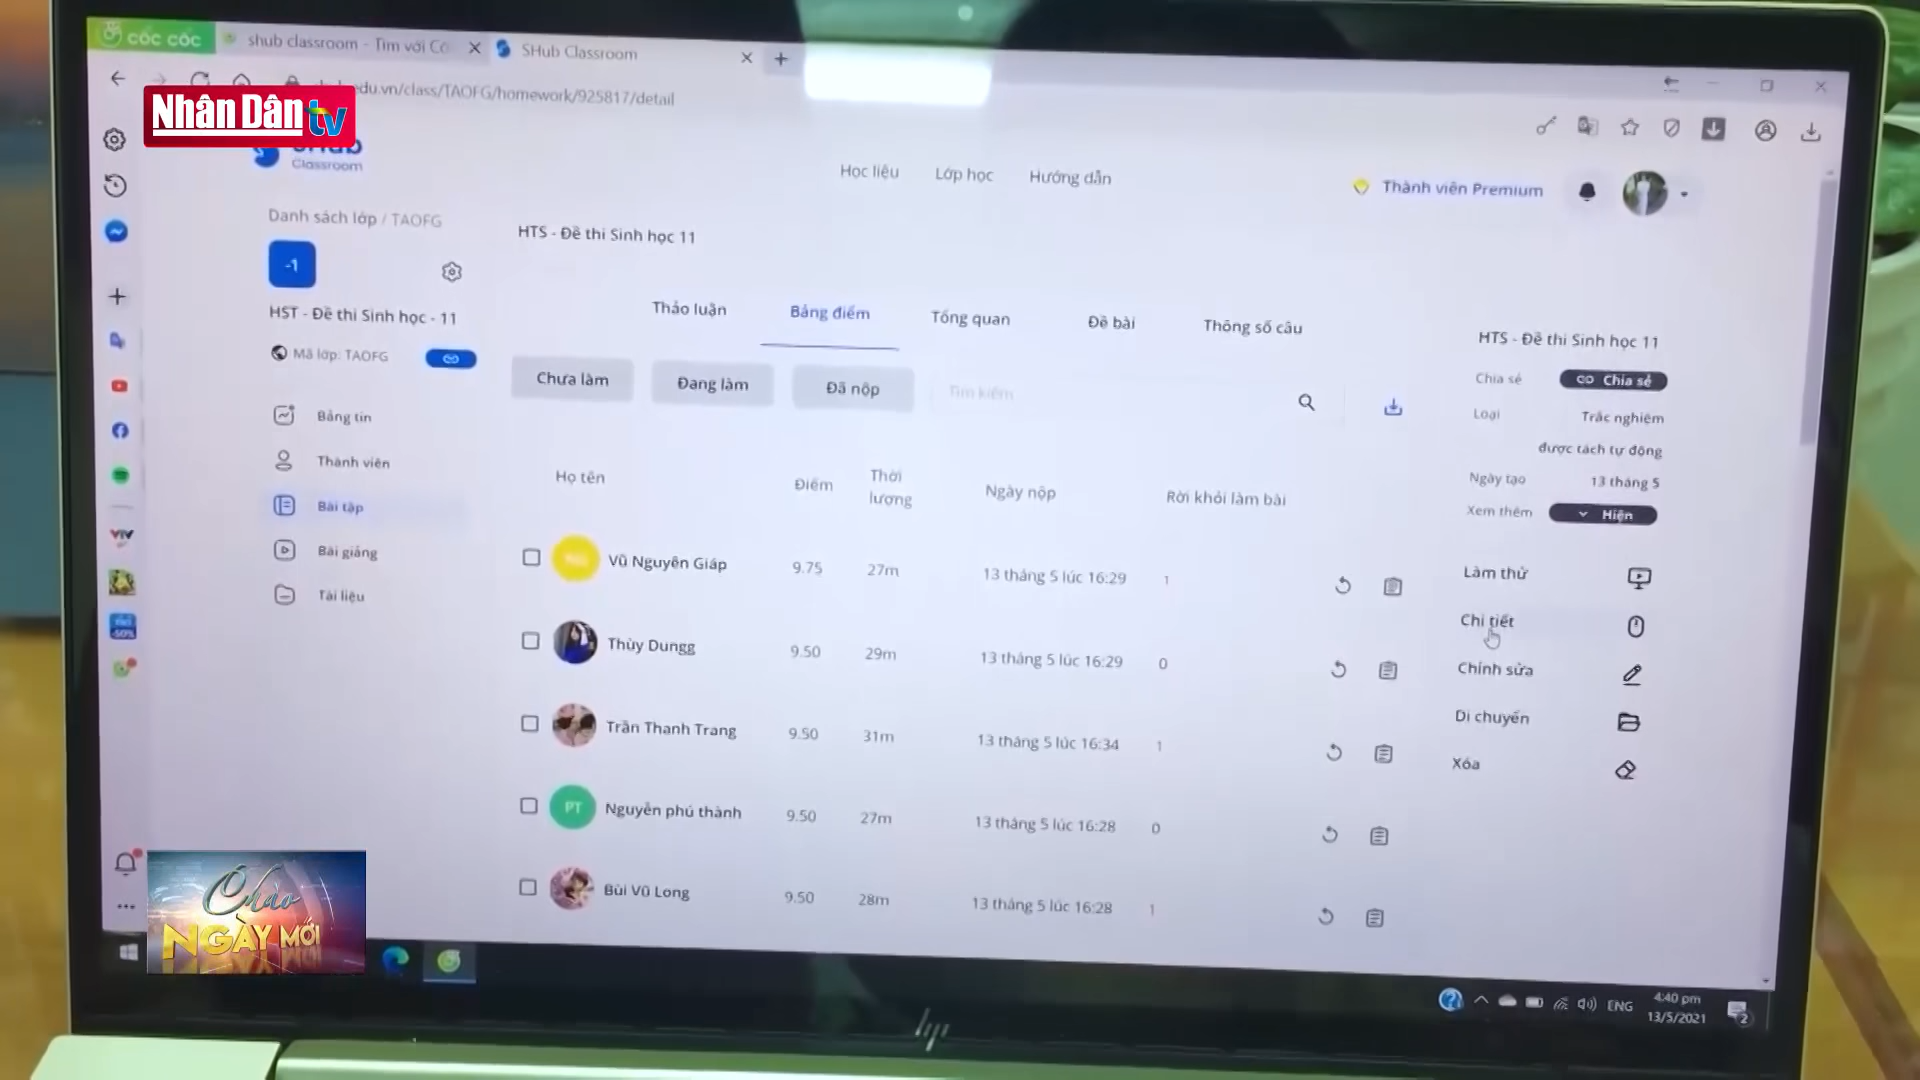 cốc cốc
shub classroom - Tìm với Cố
SHub Classroom
edu.vn/class/TAOFG/homework/925817/detail
Nhân Dân tv
SHub
Classroom
Học liệu
Lớp học
Hướng dẫn
Thành viên Premium
Danh sách lớp / TAOFG
-1
HST - Đề thi Sinh học - 11
Mã lớp: TAOFG
Bảng tin
Thành viên
Bài tập
Bài giảng
Tài liệu
HTS - Đề thi Sinh học 11
Thảo luận
Bảng điểm
Tổng quan
Đề bài
Thông số câu
Chưa làm
Đang làm
Đã nộp
Tìm kiếm
Họ tên
Điểm
Thời lượng
Ngày nộp
Rời khỏi làm bài
Vũ Nguyên Giáp 9.75 27m 13 tháng 5 lúc 16:29 1
Thùy Dungg 9.50 29m 13 tháng 5 lúc 16:29 0
Trần Thanh Trang 9.50 31m 13 tháng 5 lúc 16:34 1
PT Nguyễn phú thành 9.50 27m 13 tháng 5 lúc 16:28 0
Bùi Vũ Long 9.50 28m 13 tháng 5 lúc 16:28 1
HTS - Đề thi Sinh học 11
Chia sẻ Chia sẻ
Loại Trắc nghiệm
được tách tự động
Ngày tạo 13 tháng 5
Xem thêm Hiện
Làm thử
Chi tiết
Chỉnh sửa
Di chuyển
Xóa
VTV
-50%
Chào
NGÀY MỚI
ENG
4:40 pm
13/5/2021
2
hp